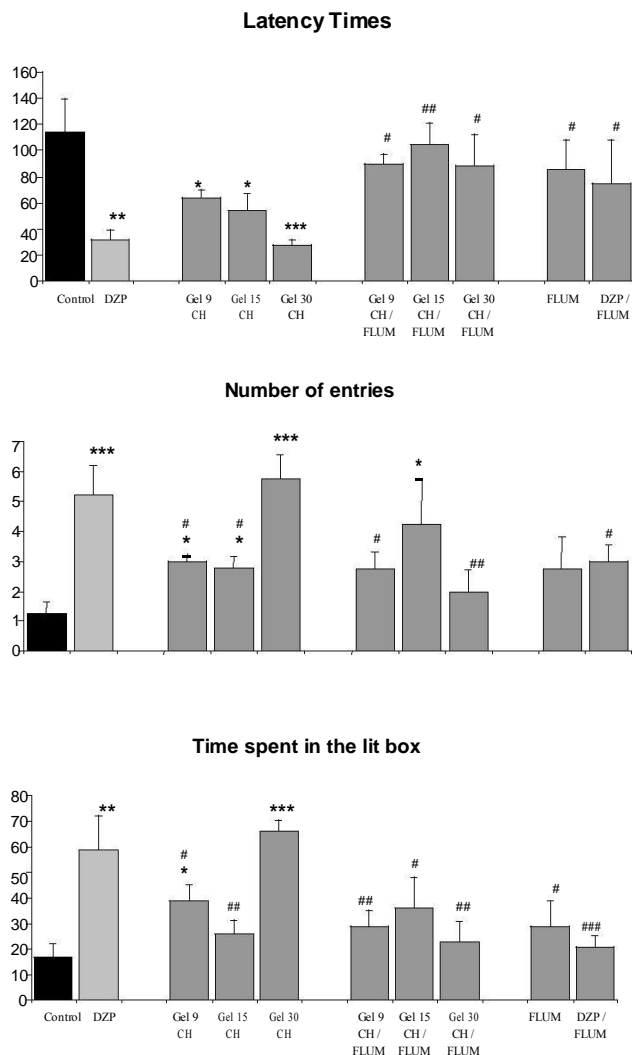 Latency Times
160
140
120
100
80
60
40
20
0
** * * *** # ## # # #
Control DZP Gel 9 Gel 15 Gel 30 Gel 9 Gel 15 Gel 30 FLUM DZP /
CH CH CH CH / CH / CH / FLUM
FLUM FLUM FLUM
Number of entries
7
6
5
4
3
2
1
0
*** # # *** # * ## #
* *
Time spent in the lit box
80
70
60
50
40
30
20
10
0
** # ## *** ## # ## # ###
*
Control DZP Gel 9 Gel 15 Gel 30 Gel 9 Gel 15 Gel 30 FLUM DZP /
CH CH CH CH / CH / CH / FLUM
FLUM FLUM FLUM